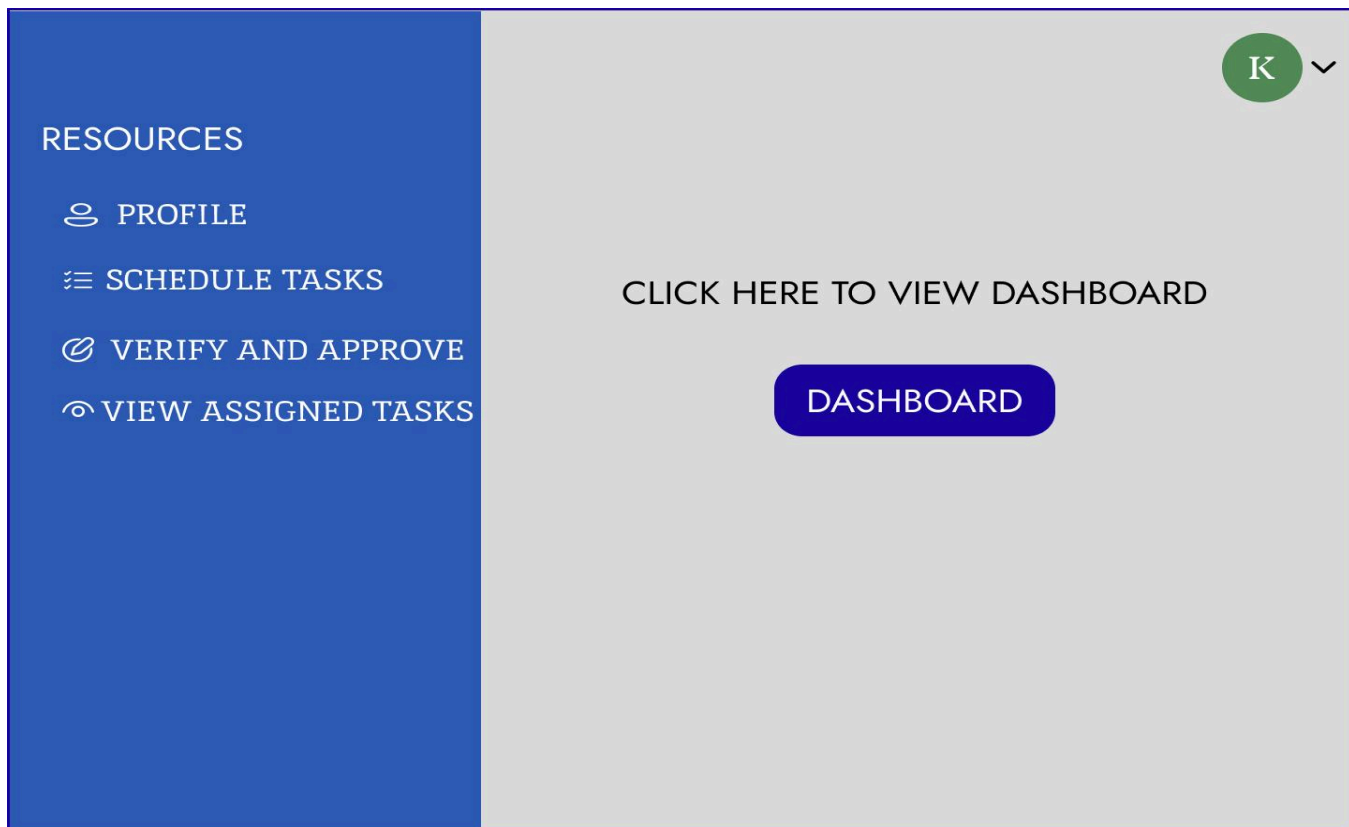 K
RESOURCES
PROFILE
SCHEDULE TASKS
VERIFY AND APPROVE
VIEW ASSIGNED TASKS
CLICK HERE TO VIEW DASHBOARD
DASHBOARD